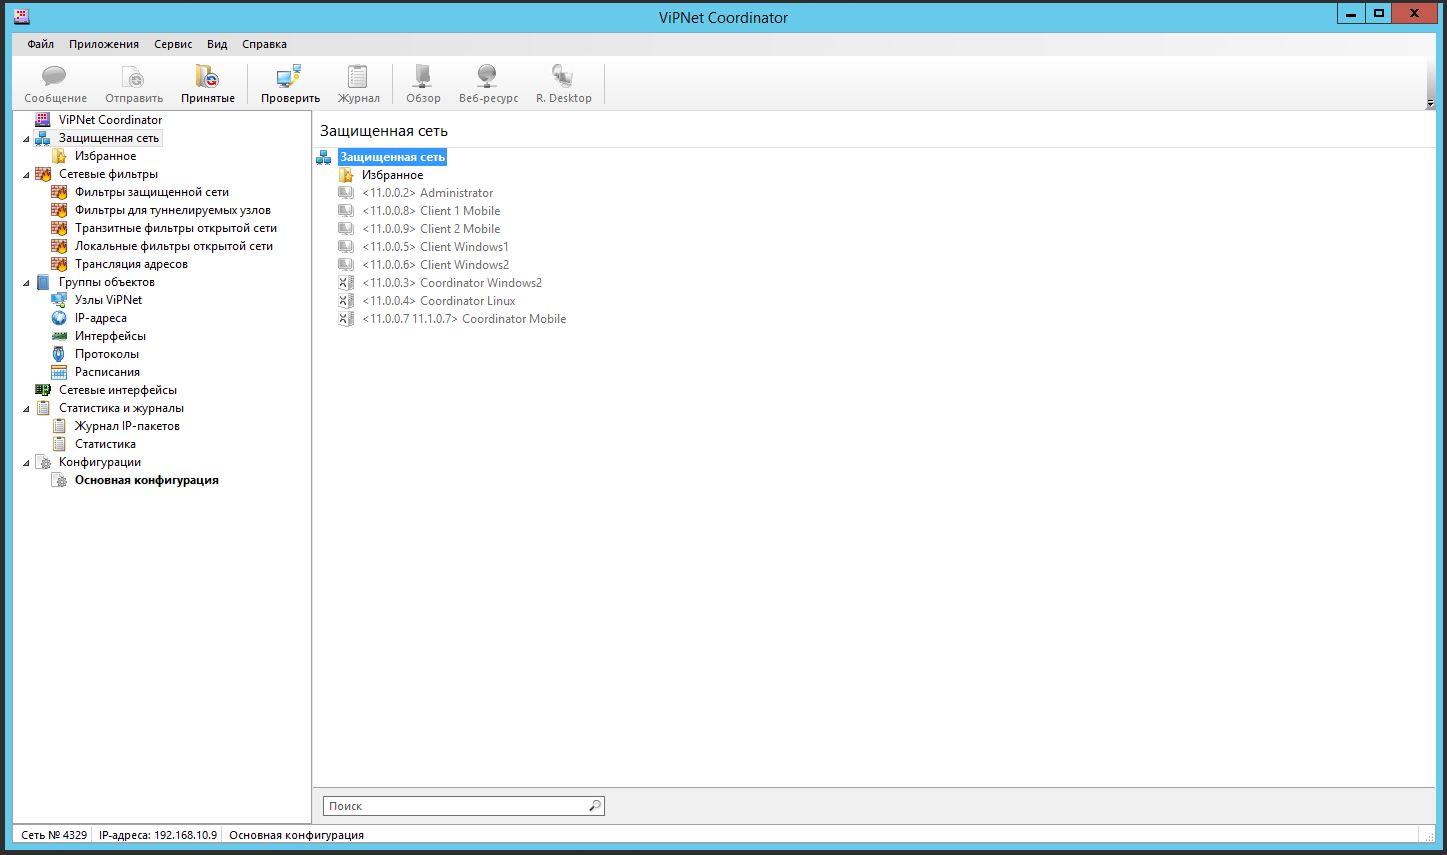 ViPNet Coordinator
Файл Приложения Сервис Вид Справка
Сообщение Отправить Принятые Проверить Журнал Обзор Веб-ресурс R. Desktop
ViPNet Coordinator
Защищенная сеть
Избранное
Сетевые фильтры
Фильтры защищенной сети
Фильтры для туннелируемых узлов
Транзитные фильтры открытой сети
Локальные фильтры открытой сети
Трансляция адресов
Группы объектов
Узлы ViPNet
IP-адреса
Интерфейсы
Протоколы
Расписания
Сетевые интерфейсы
Статистика и журналы
Журнал IP-пакетов
Статистика
Конфигурации
Основная конфигурация
Защищенная сеть
Защищенная сеть
Избранное
<11.0.0.2> Administrator
<11.0.0.8> Client 1 Mobile
<11.0.0.9> Client 2 Mobile
<11.0.0.5> Client Windows1
<11.0.0.6> Client Windows2
<11.0.0.3> Coordinator Windows2
<11.0.0.4> Coordinator Linux
<11.0.0.7 11.1.0.7> Coordinator Mobile
Поиск
Сеть № 4329 IP-адреса: 192.168.10.9 Основная конфигурация